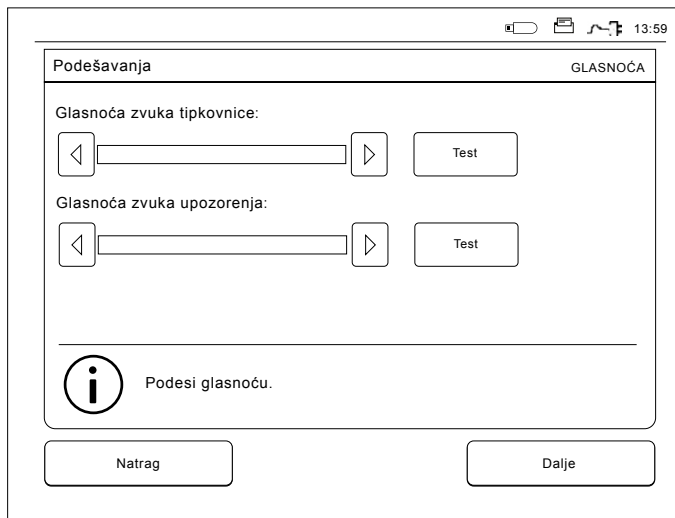 13:59
Podešavanja GLASNOĆA
Glasnoća zvuka tipkovnice:
Test
Glasnoća zvuka upozorenja:
Test
Podesi glasnoću.
Natrag Dalje